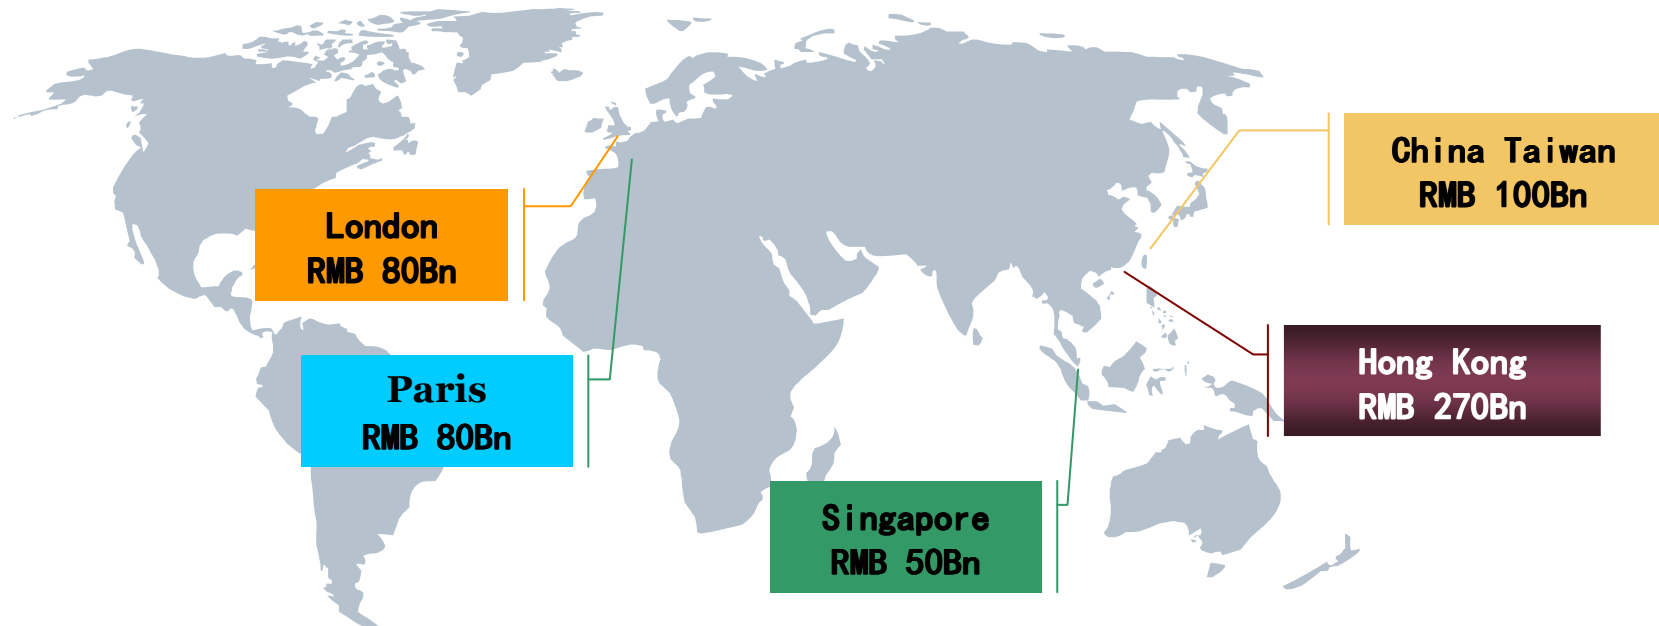 China Taiwan
RMB 100Bn
London
RMB 80Bn
Hong Kong
RMB 270Bn
Paris
RMB 80Bn
Singapore
RMB 50Bn